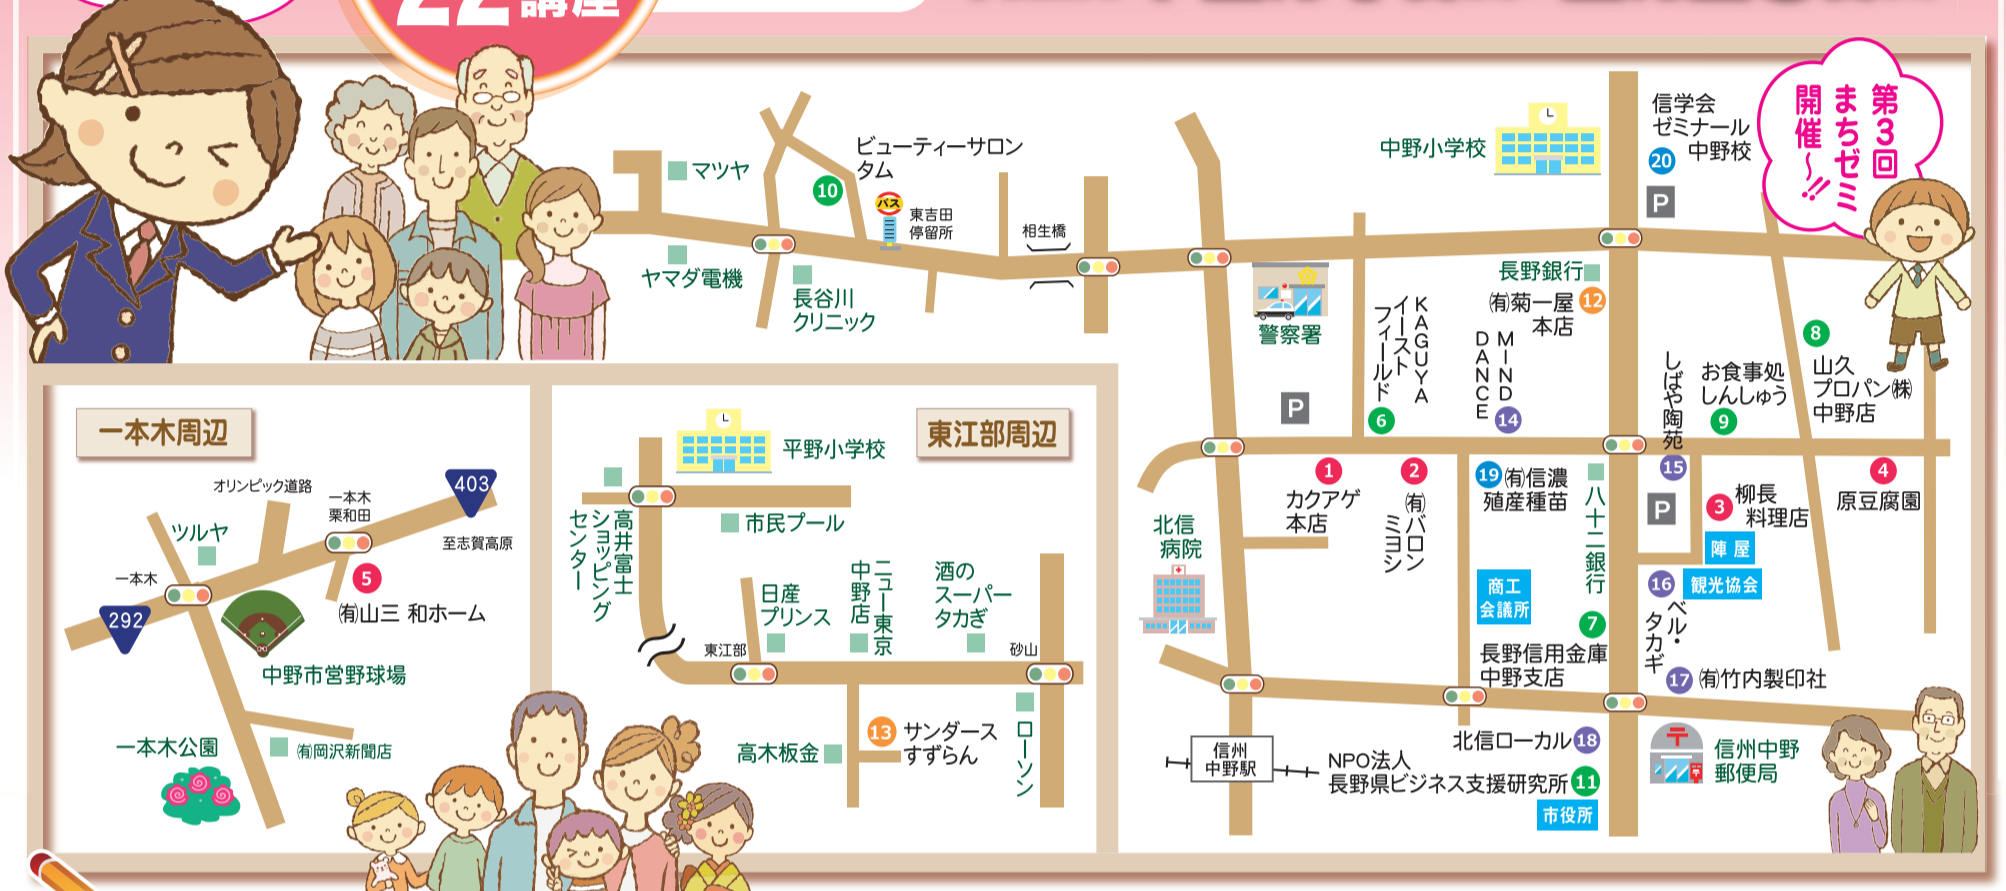 22講座
第3回
まちゼミ
開催〜!!
マツヤ
ヤマダ電機
長谷川
クリニック
⑩
ビューティーサロン
タム
バス
東吉田
停留所
相生橋
中野小学校
信学会
ゼミナール
中野校
⑳
P
長野銀行
㈲菊一屋
本店
⑫
警察署
P
KAGUYA
イースト
フィールド
⑥
MIND
DANCE
⑭
しばや陶苑
⑮
お食事処
しんしゅう
⑨
⑧
山久
プロパン㈱
中野店
①
カクアゲ
本店
②
㈲バロン
ミヨシ
⑲㈲信濃
殖産種苗
八十二銀行
P
③
柳長
料理店
陣屋
④
原豆腐園
北信
病院
商工
会議所
⑯
観光協会
ベル・
タカギ
⑦
長野信用金庫
中野支店
⑰㈲竹内製印社
北信ローカル⑱
信州
中野駅
NPO法人
長野県ビジネス支援研究所⑪
市役所
〒
信州中野
郵便局
一本木周辺
オリンピック道路
一本木
栗和田
403
至志賀高原
ツルヤ
一本木
292
⑤
㈲山三 和ホーム
中野市営野球場
一本木公園
㈲岡沢新聞店
東江部周辺
平野小学校
高井富士
ショッピング
センター
市民プール
日産
プリンス
ニュー東京
中野店
酒の
スーパー
タカぎ
東江部
砂山
高木板金
⑬
サンダース
すずらん
ローソン